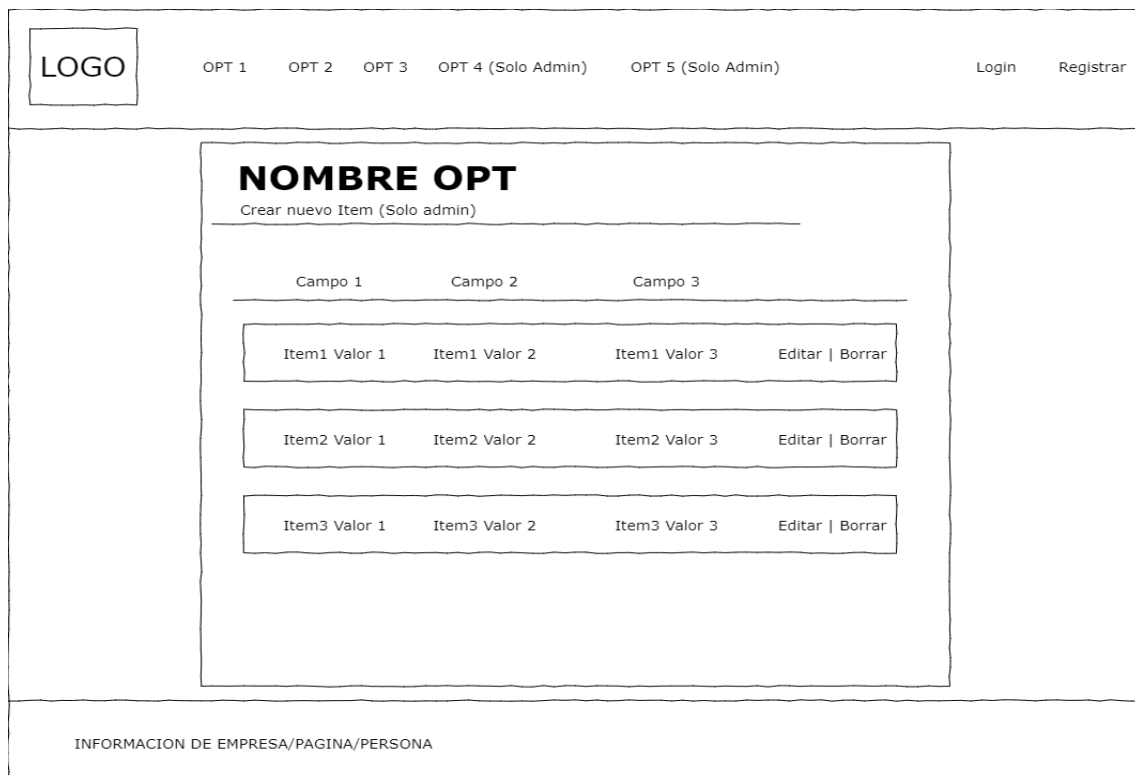 LOGO OPT 1 OPT 2 OPT 3 OPT 4 (Solo Admin) OPT 5 (Solo Admin) Login Registrar
NOMBRE OPT
Crear nuevo Item (Solo admin)
Campo 1 Campo 2 Campo 3
Item1 Valor 1 Item1 Valor 2 Item1 Valor 3 Editar | Borrar
Item2 Valor 1 Item2 Valor 2 Item2 Valor 3 Editar | Borrar
Item3 Valor 1 Item3 Valor 2 Item3 Valor 3 Editar | Borrar
INFORMACION DE EMPRESA/PAGINA/PERSONA